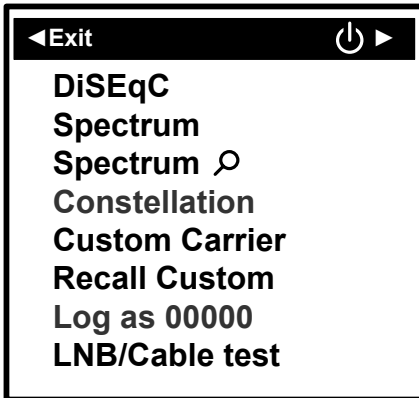 ◄Exit ►
DiSEqC
Spectrum
Spectrum
Constellation
Custom Carrier
Recall Custom
Log as 00000
LNB/Cable test